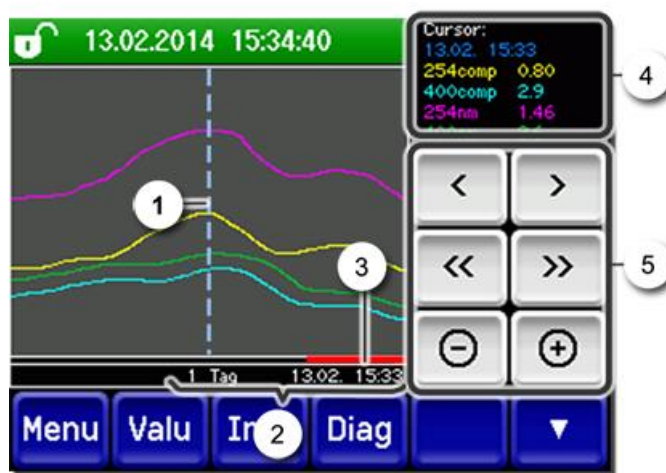 13.02.2014 15:34:40
Cursor:
13.02. 15:33
254comp 0.80
400comp 2.9
254nm 1.46
4
1
3
< >
<< >>
5
1 Tag 13.02. 15:33
2
Menu Valu Diag